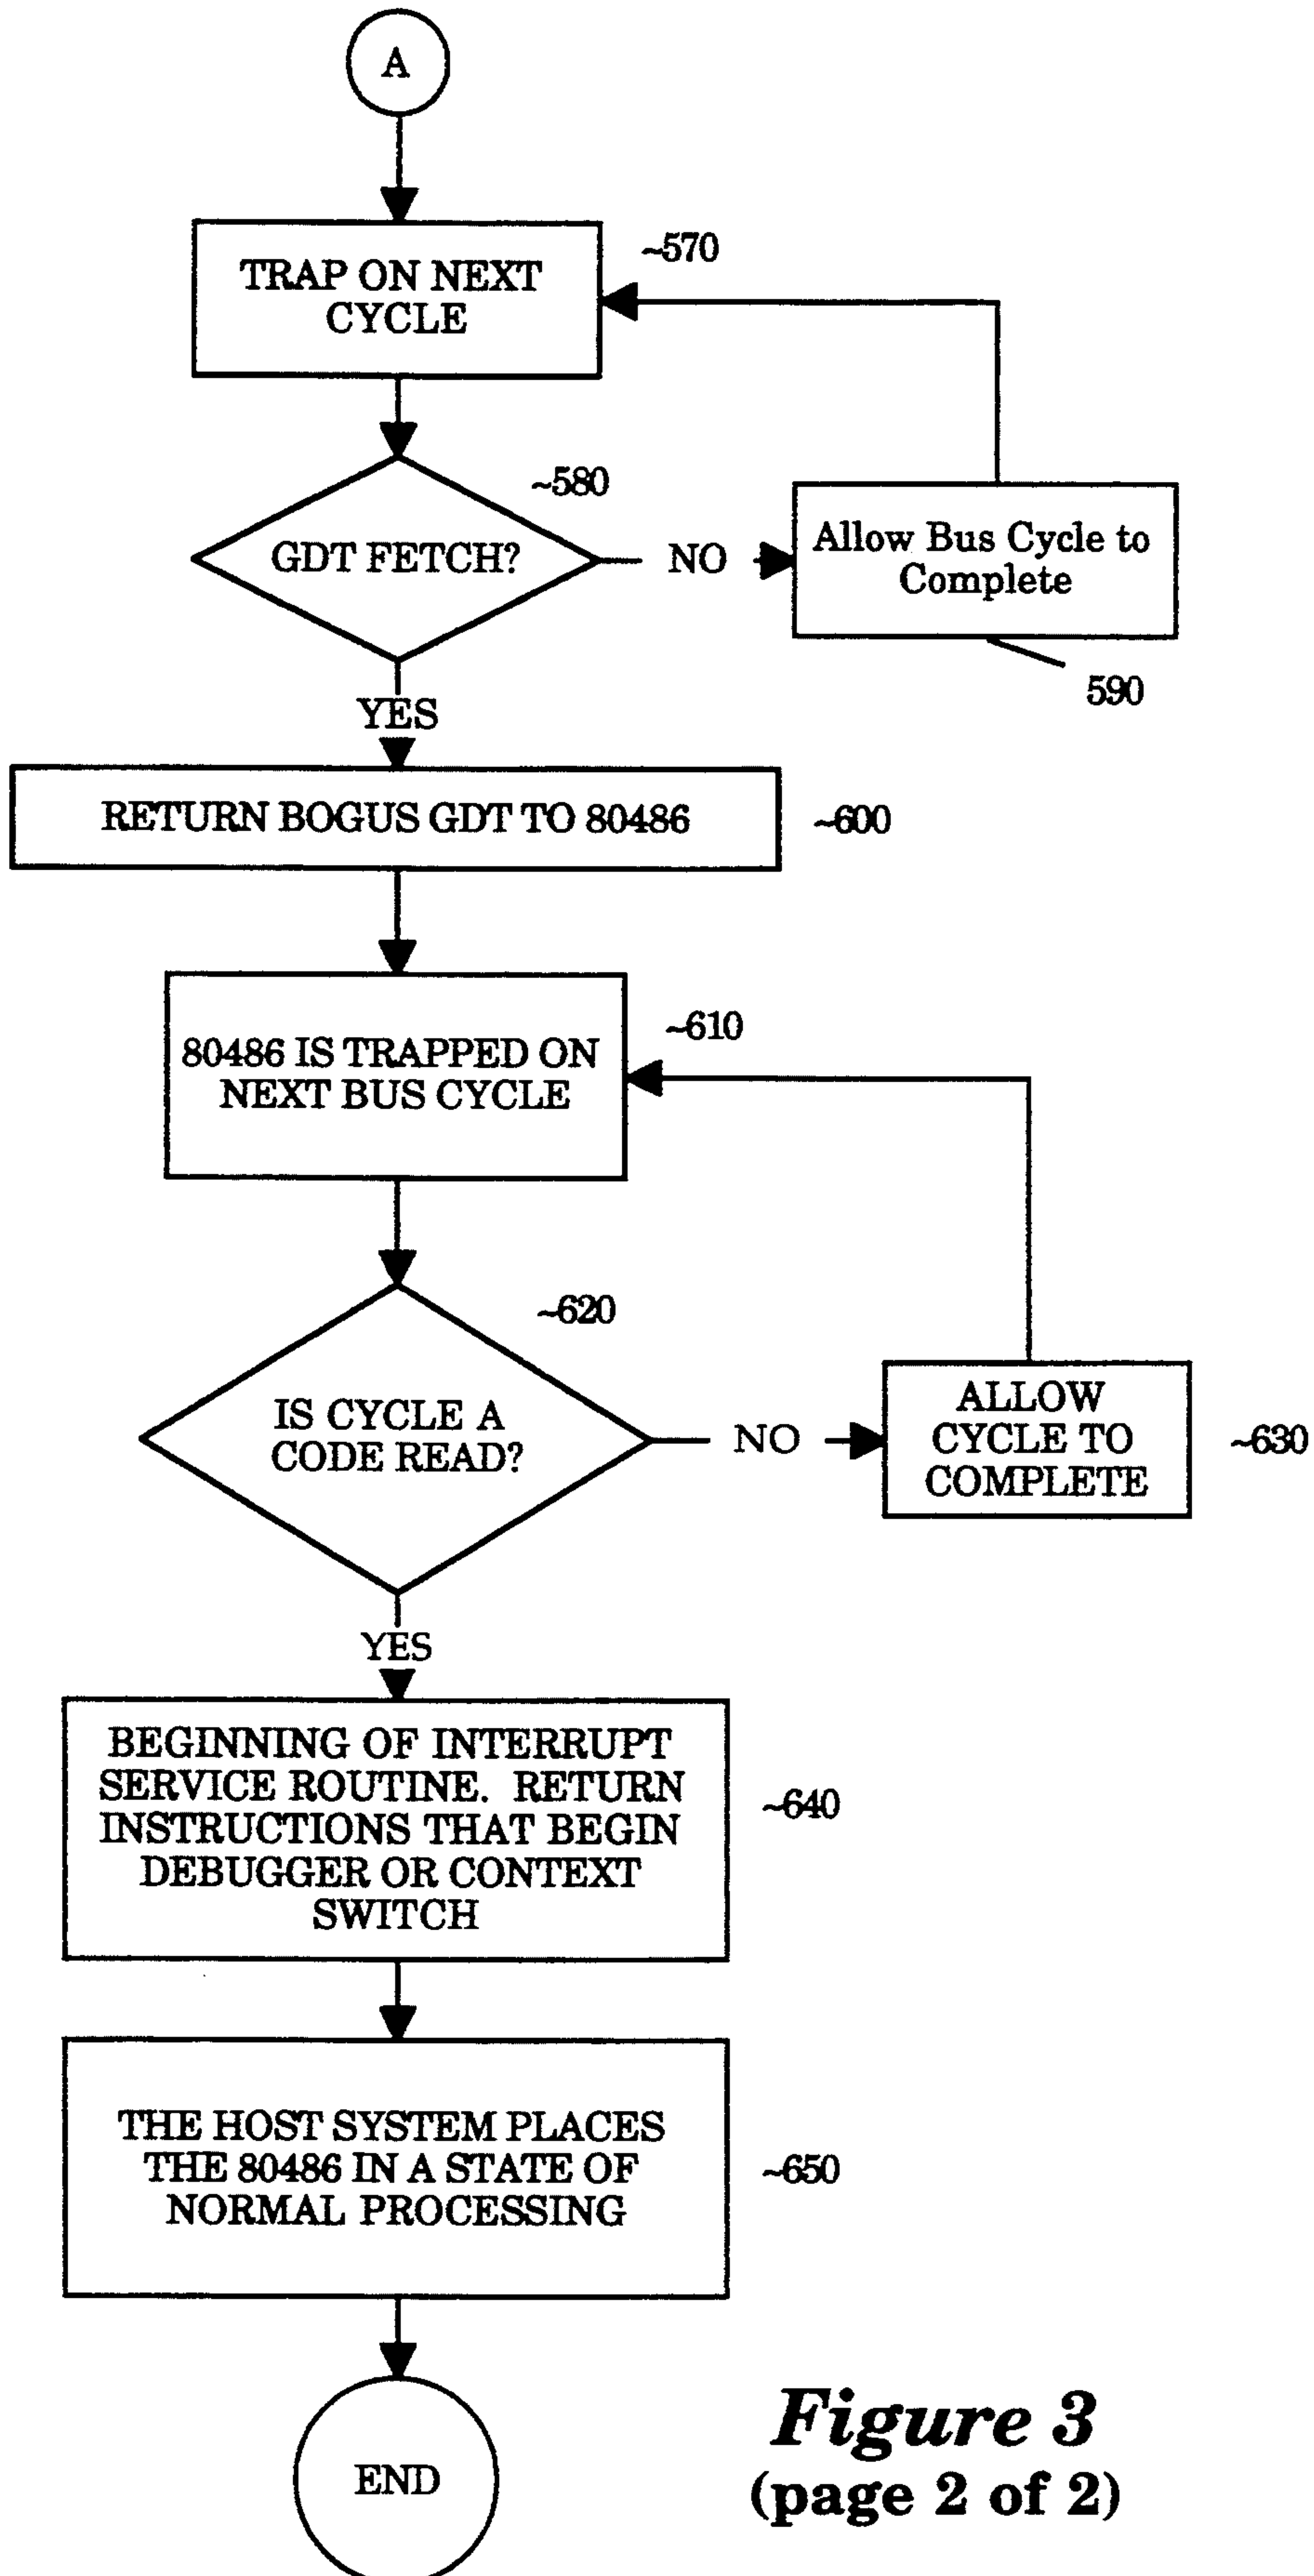 A
~570
TRAP ON NEXT
CYCLE
~580
GDT FETCH?
NO
Allow Bus Cycle to
Complete
590
YES
RETURN BOGUS GDT TO 80486
~600
~610
80486 IS TRAPPED ON
NEXT BUS CYCLE
~620
IS CYCLE A
CODE READ?
NO
ALLOW
CYCLE TO
COMPLETE
~630
YES
BEGINNING OF INTERRUPT
SERVICE ROUTINE. RETURN
INSTRUCTIONS THAT BEGIN
DEBUGGER OR CONTEXT
SWITCH
~640
THE HOST SYSTEM PLACES
THE 80486 IN A STATE OF
NORMAL PROCESSING
~650
END
Figure 3
(page 2 of 2)